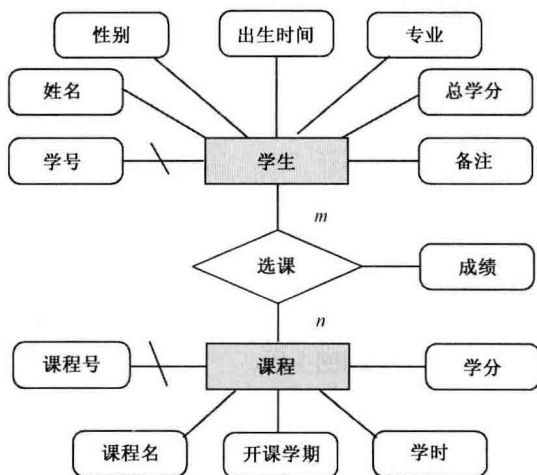 性别 出生时间 专业
姓名 总学分
学号 学生 备注
m
选课 成绩
n
课程号 课程 学分
课程名 开课学期 学时